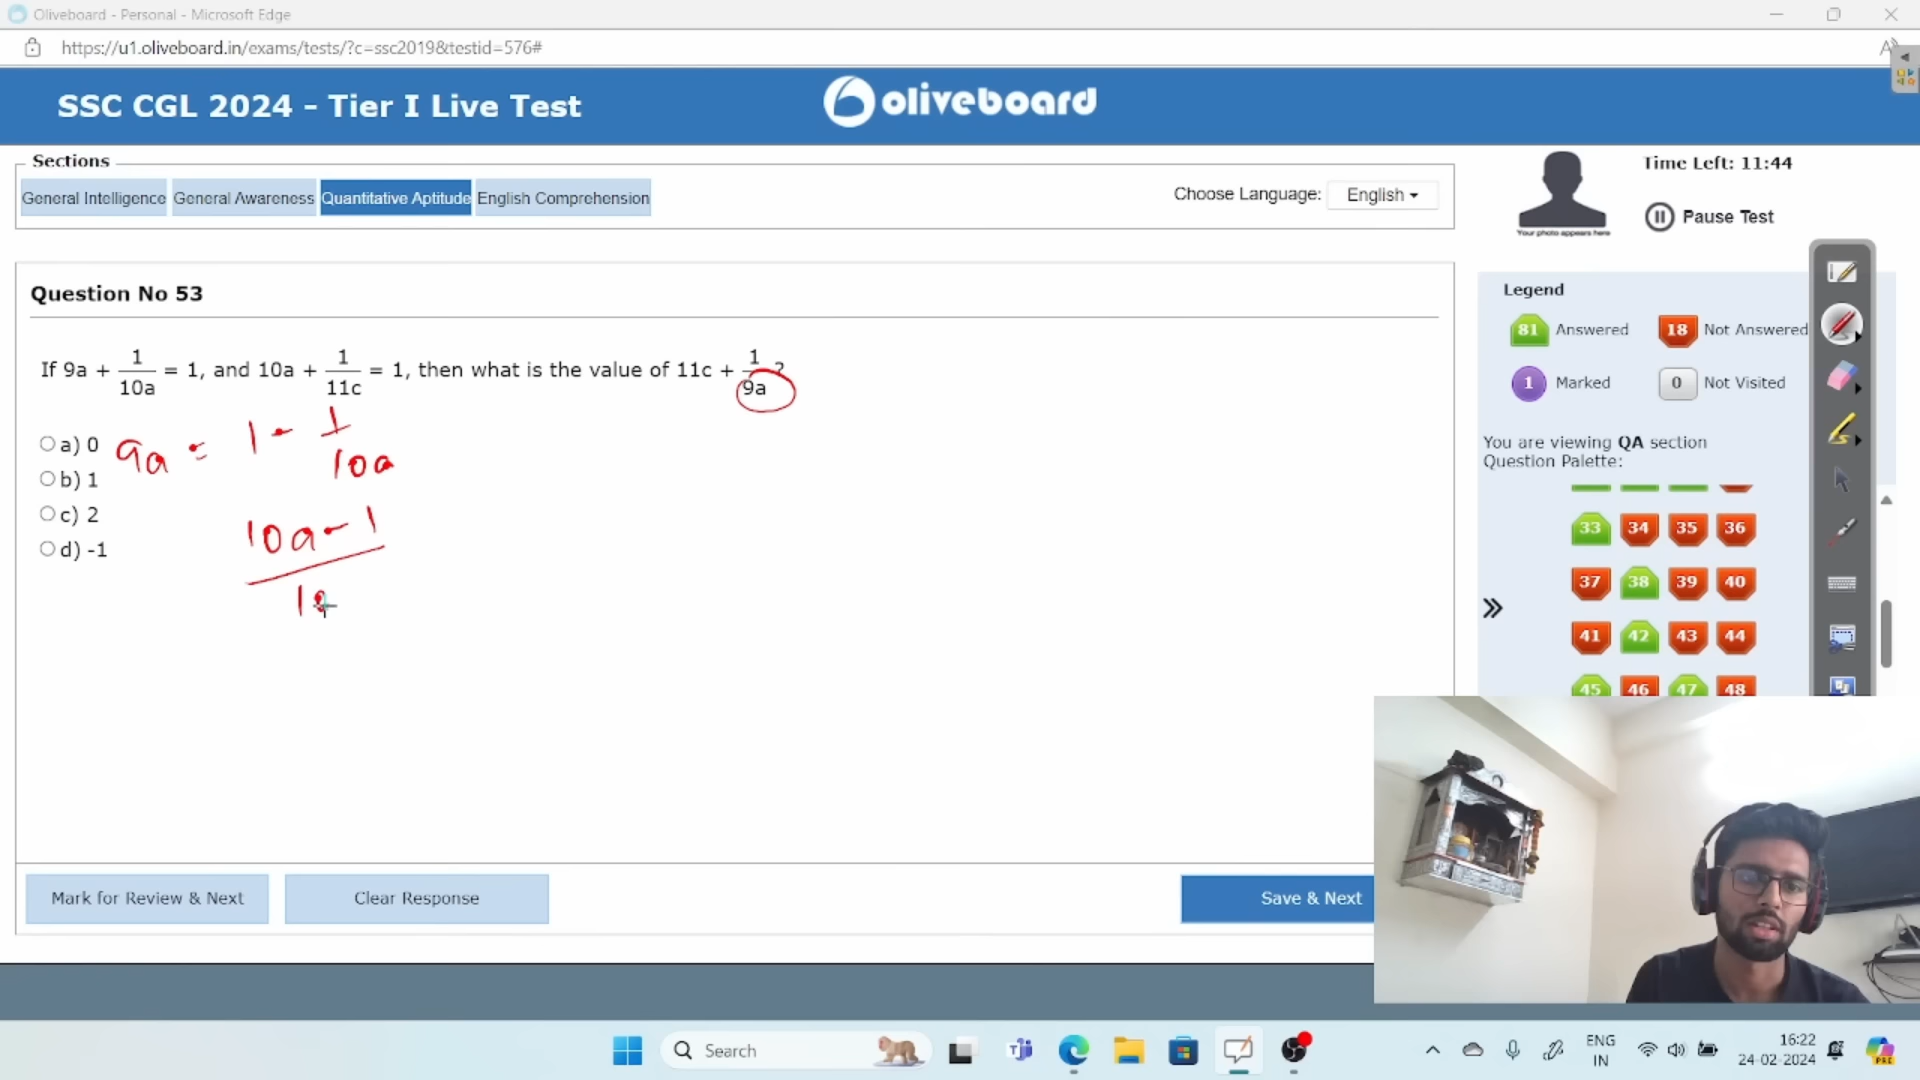 Oliveboard - Personal - Microsoft Edge
https://u1.oliveboard.in/exams/tests/?c=ssc2019&testid=576#
SSC CGL 2024 - Tier I Live Test
oliveboard
Sections
General Intelligence General Awareness Quantitative Aptitude English Comprehension
Choose Language: English
Your photo appears here
Time Left: 11:44
Pause Test
Question No 53
If 9a + 1/10a = 1, and 10a + 1/11c = 1, then what is the value of 11c + 1/9a ?
a) 0
b) 1
c) 2
d) -1
9a = 1 - 1/10a
10a - 1
10
Legend
81 Answered 18 Not Answered
1 Marked 0 Not Visited
You are viewing QA section
Question Palette:
33 34 35 36
37 38 39 40
41 42 43 44
45 46 47 48
Mark for Review & Next
Clear Response
Save & Next
Search
ENG
IN
16:22
24-02-2024
PRE